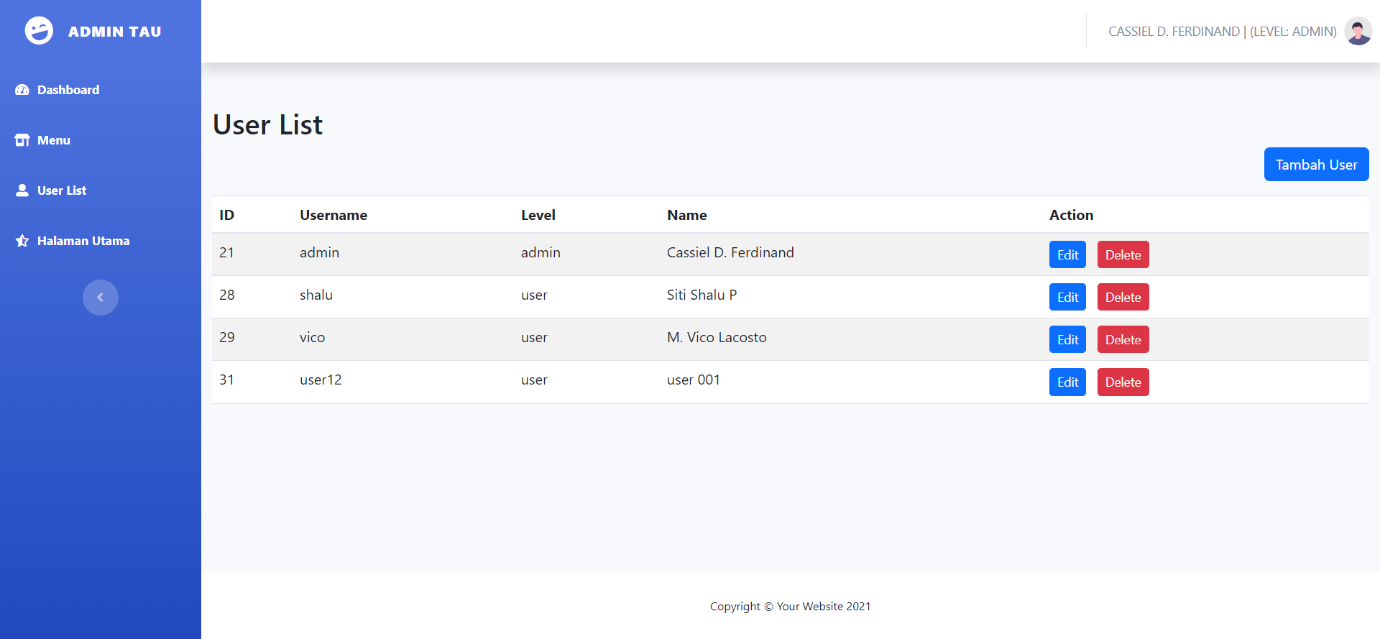 ADMIN TAU
CASSIEL D. FERDINAND | (LEVEL: ADMIN)
Dashboard
Menu
User List
Halaman Utama
User List
Tambah User
ID Username Level Name Action
21 admin admin Cassiel D. Ferdinand Edit Delete
28 shalu user Siti Shalu P Edit Delete
29 vico user M. Vico Lacosto Edit Delete
31 user12 user user 001 Edit Delete
Copyright © Your Website 2021